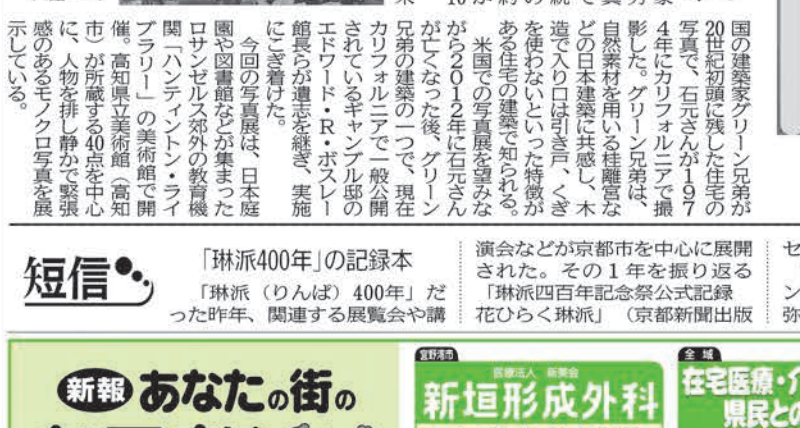 国の建築家グリーン兄弟が
20世紀初頭に残した住宅の
写真で、石元さんが197
4年にカリフォルニアで撮
影した。グリーン兄弟は、
自然素材を用いる桂離宮な
どの日本建築に共感し、木
造で入り口は引き戸、くぎ
を使わないといった特徴が
ある住宅の建築で知られる。
米国での写真展を望みな
がら2012年に石元さん
が亡くなった後、グリーン
兄弟の建築の一つで、現在
カリフォルニアで一般公開
されているギャンブル邸の
エドワード・R・ボスレー
館長らが遺志を継ぎ、実施
にこぎ着けた。
今回の写真展は、日本庭
園や図書館などが集まった
ロサンゼルス郊外の教育機
関「ハンティントン・ライ
ブラリー」の美術館で開
催。高知県立美術館（高知
市）が所蔵する40点を中心
に、人物を排し静かで緊張
感のあるモノクロ写真を展
示している。
短信
「琳派400年」の記録本
「琳派（りんぱ）400年」だ
った昨年、関連する展覧会や講
演会などが京都市を中心に展開
された。その1年を振り返る
「琳派四百年記念祭公式記録
花ひらく琳派」（京都新聞出版
セ
ン
弥
新報 あなたの街の
宜野湾市
医療法人 新美会
新垣形成外科
全域
在宅医療・介
県民との